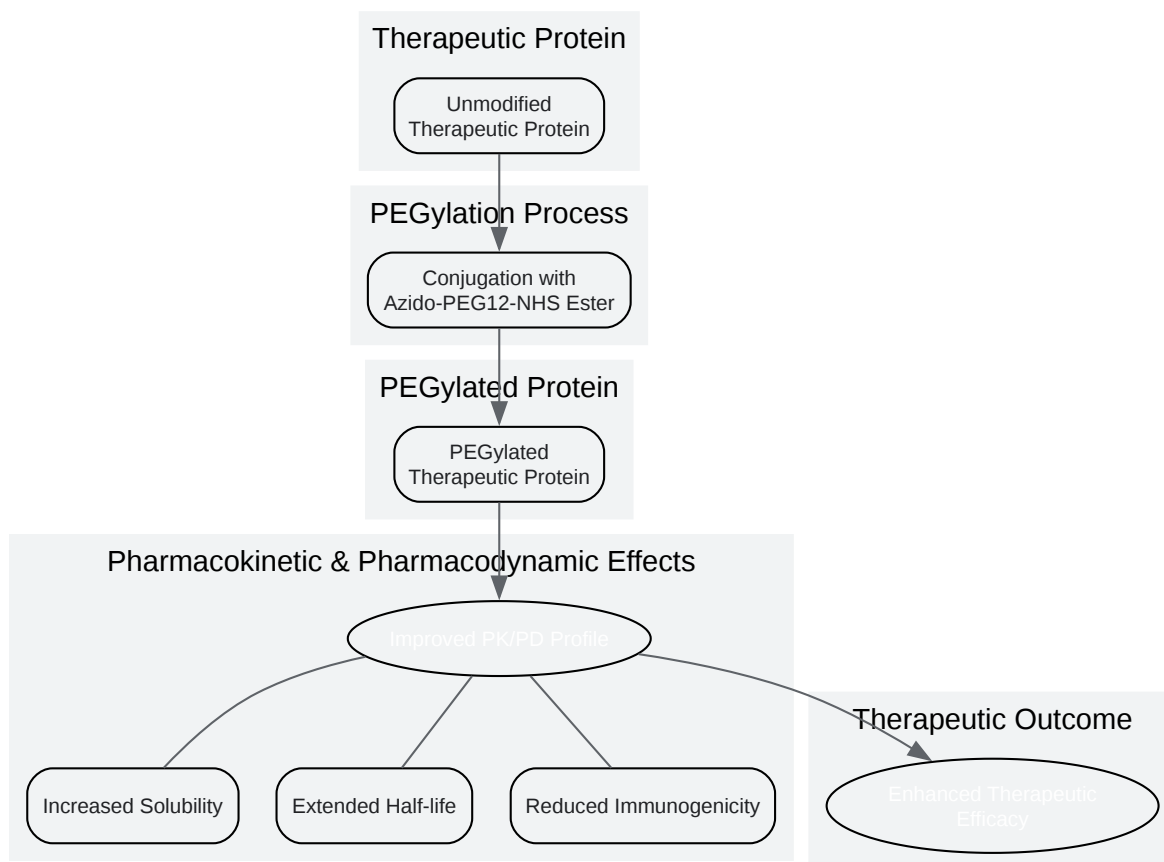 Therapeutic Protein
Unmodified
Therapeutic Protein
PEGylation Process
Conjugation with
Azido-PEG12-NHS Ester
PEGylated Protein
PEGylated
Therapeutic Protein
Pharmacokinetic & Pharmacodynamic Effects
Improved PK/PD Profile
Increased Solubility
Extended Half-life
Reduced Immunogenicity
Therapeutic Outcome
Enhanced Therapeutic
Efficacy